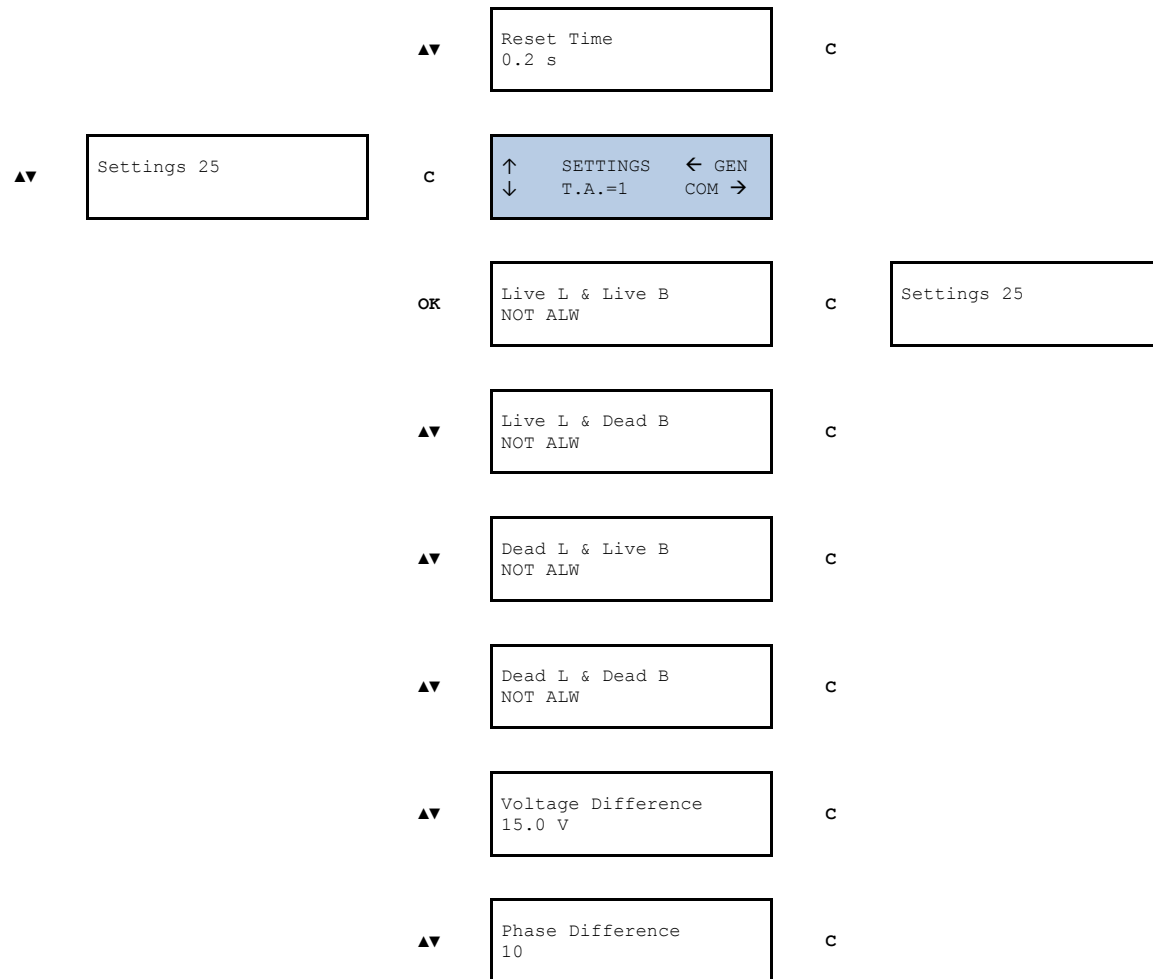 ▲▼ Reset Time C
0.2 s
▲▼ Settings 25 C ↑ SETTINGS ← GEN
↓ T.A.=1 COM →
OK Live L & Live B C Settings 25
NOT ALW
▲▼ Live L & Dead B C
NOT ALW
▲▼ Dead L & Live B C
NOT ALW
▲▼ Dead L & Dead B C
NOT ALW
▲▼ Voltage Difference C
15.0 V
▲▼ Phase Difference C
10